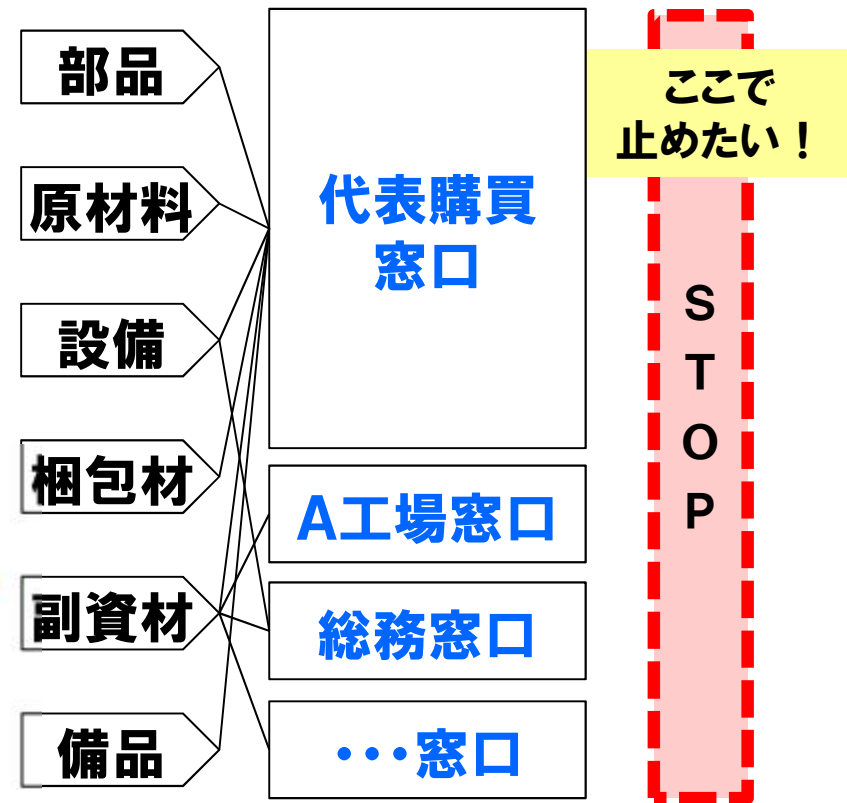 部品
原材料
設備
梱包材
副資材
備品
代表購買
窓口
A工場窓口
総務窓口
・・・窓口
ここで
止めたい！
S
T
O
P